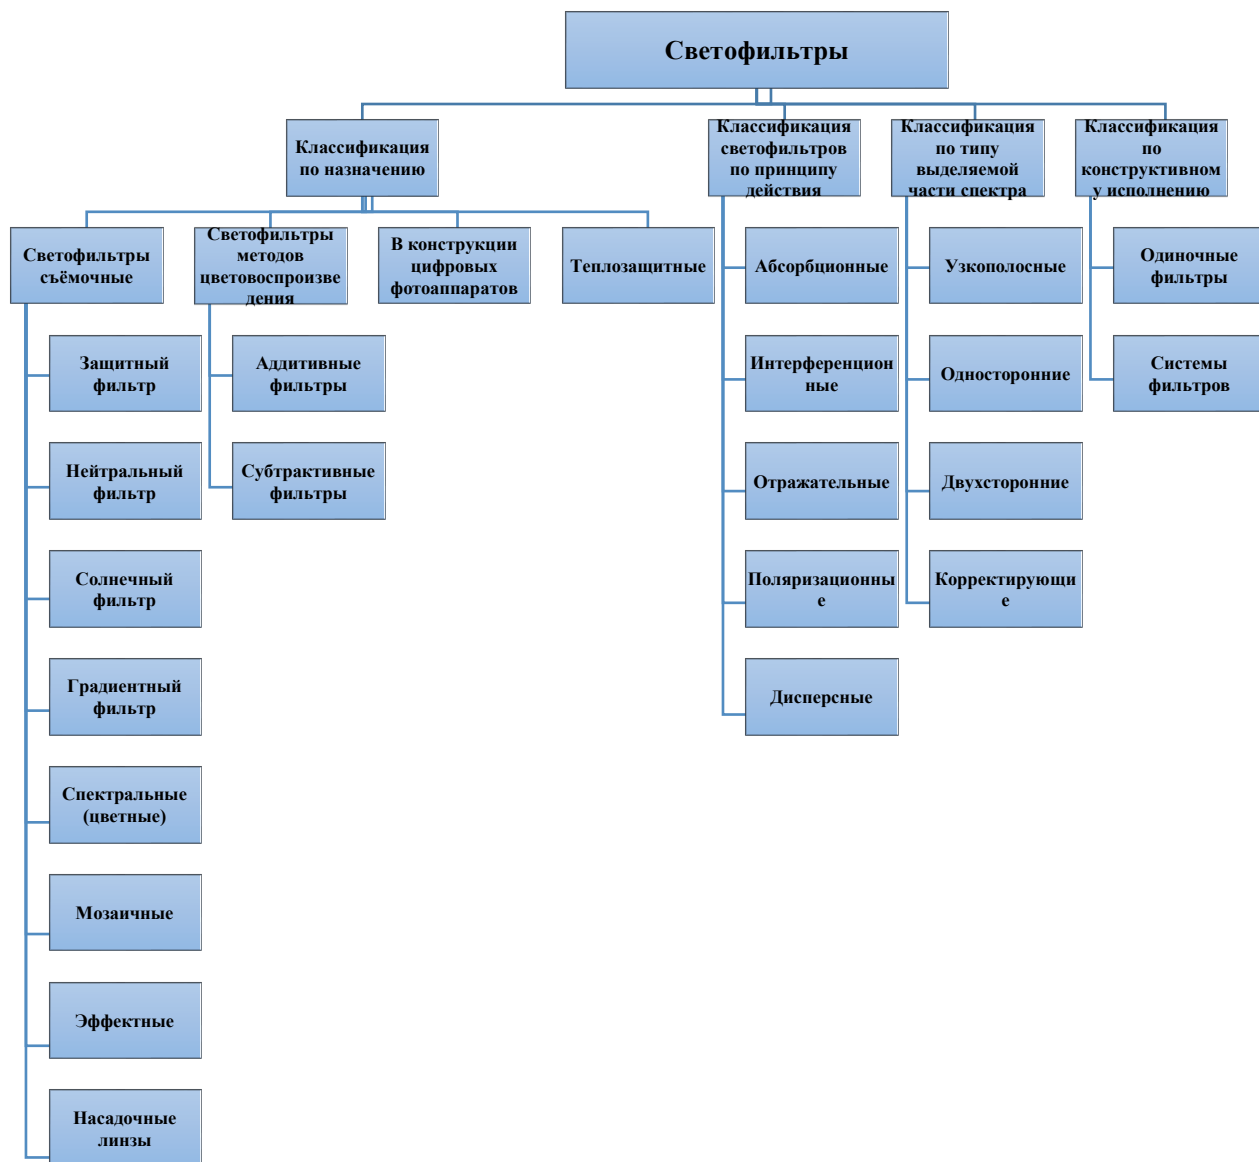 Светофильтры
Классификация
по назначению
Классификация
светофильтров
по принципу
действия
Классификация
по типу
выделяемой
части спектра
Классификация
по
конструктивном
у исполнению
Светофильтры
съёмочные
Светофильтры
методов
цветовоспроизве
дения
В конструкции
цифровых
фотоаппаратов
Теплозащитные
Защитный
фильтр
Нейтральный
фильтр
Солнечный
фильтр
Градиентный
фильтр
Спектральные
(цветные)
Мозаичные
Эффектные
Насадочные
линзы
Аддитивные
фильтры
Субтрактивные
фильтры
Абсорбционные
Интерференцион
ные
Отражательные
Поляризационны
е
Дисперсные
Узкополосные
Односторонние
Двухсторонние
Корректирующи
е
Одиночные
фильтры
Системы
фильтров